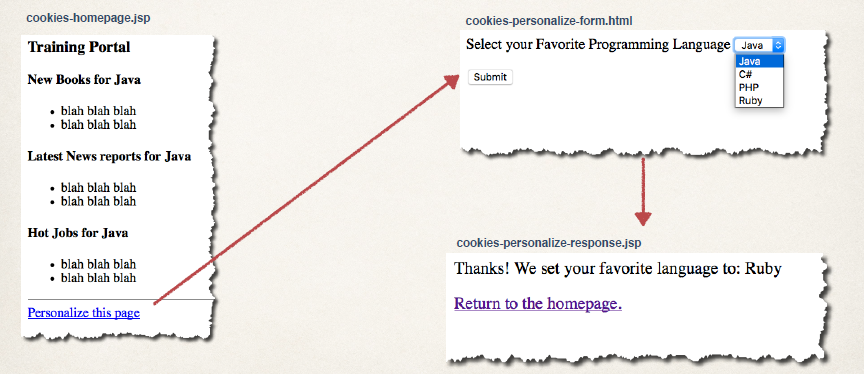 cookies-homepage.jsp
Training Portal
New Books for Java
• blah blah blah
• blah blah blah
Latest News reports for Java
• blah blah blah
• blah blah blah
Hot Jobs for Java
• blah blah blah
• blah blah blah
Personalize this page
cookies-personalize-form.html
Select your Favorite Programming Language Java
Java
C#
PHP
Ruby
Submit
cookies-personalize-response.jsp
Thanks! We set your favorite language to: Ruby
Return to the homepage.